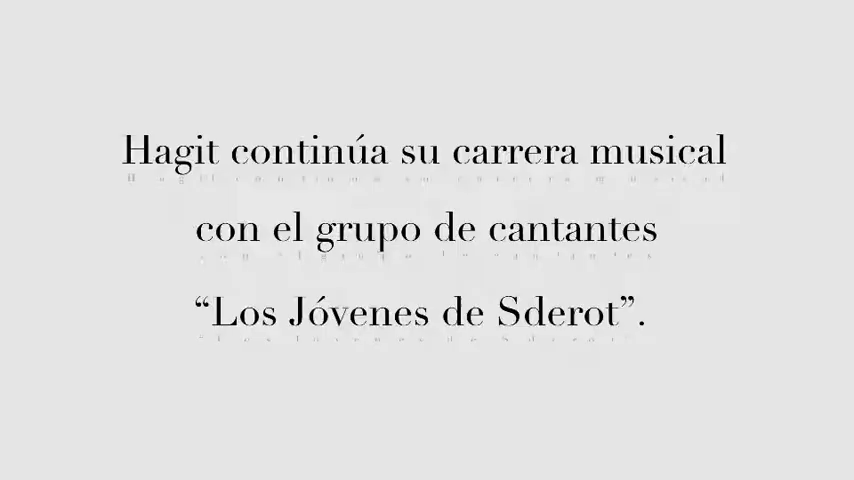 Hagit continúa su carrera musical
con el grupo de cantantes
“Los Jóvenes de Sderot”.